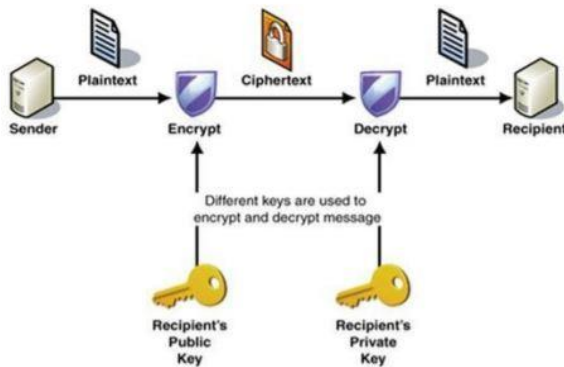 Plaintext
Ciphertext
Plaintext
Sender
Encrypt
Decrypt
Recipient
Different keys are used to
encrypt and decrypt message
Recipient's
Public
Key
Recipient's
Private
Key